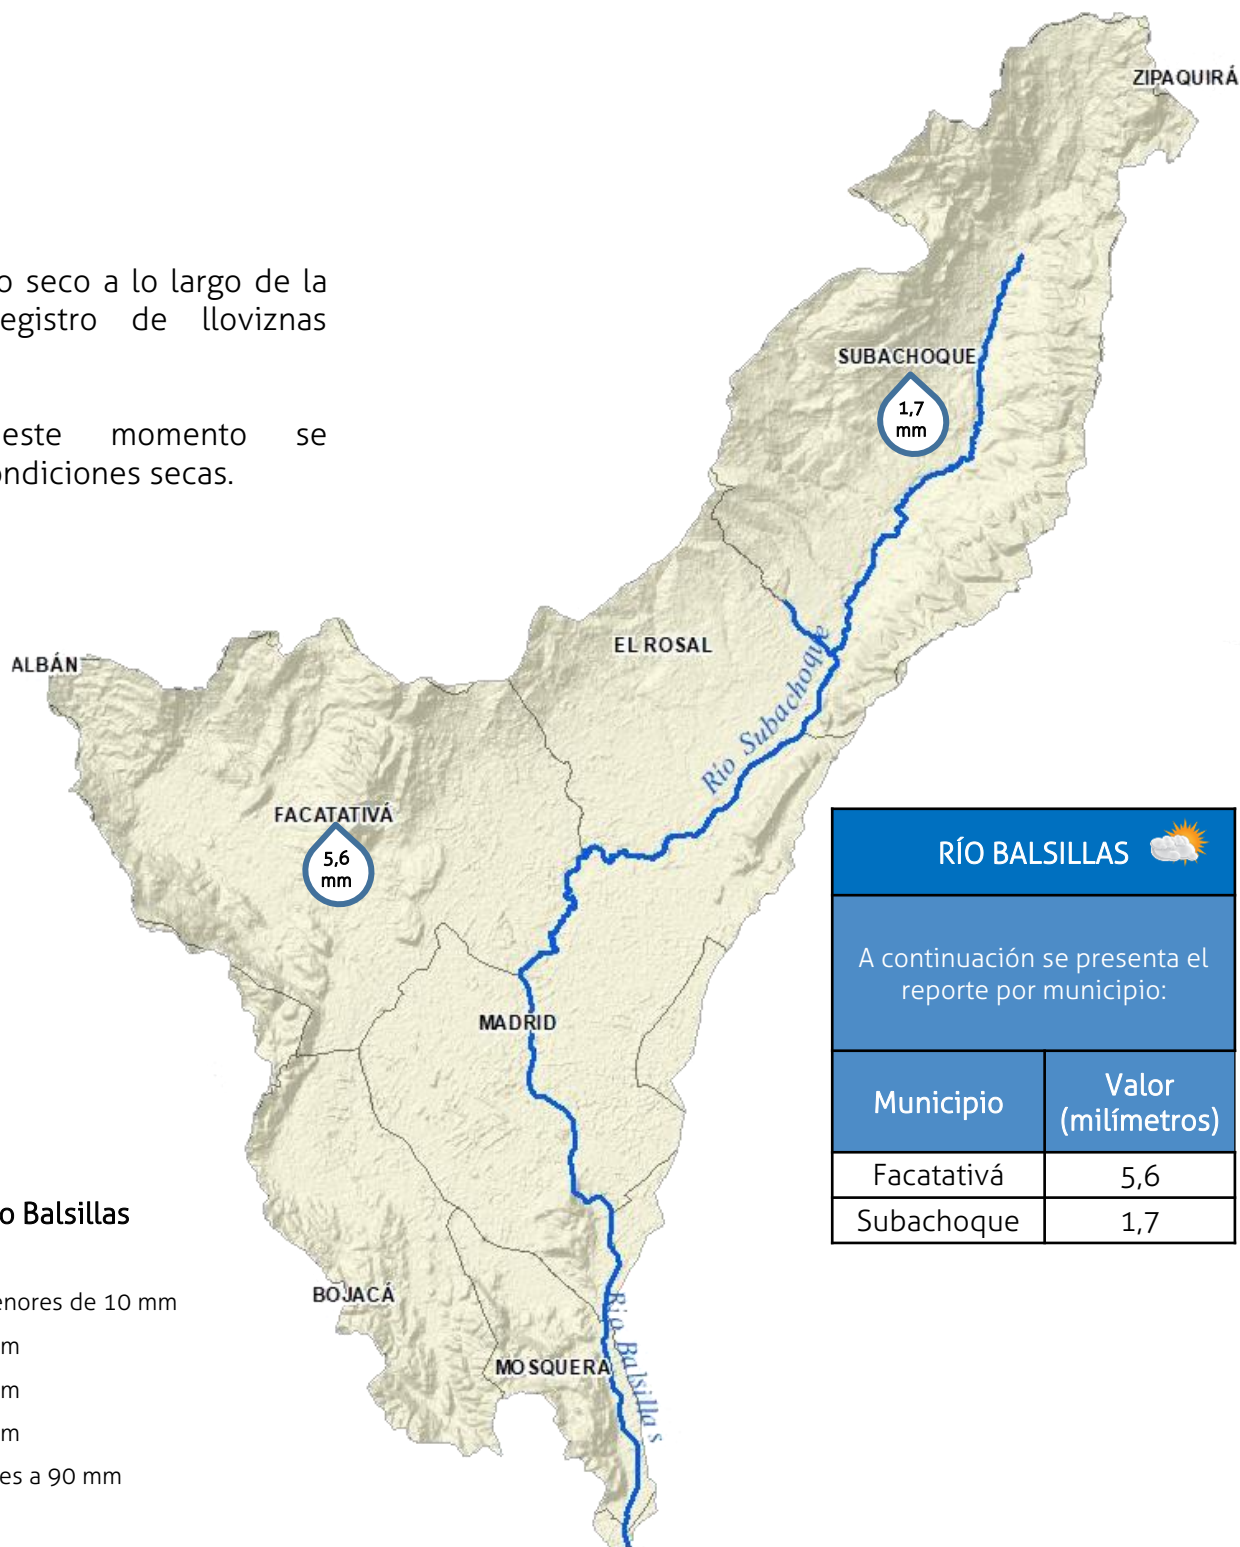 ZIPAQUIRÁ
o seco a lo largo de la
egistro de lloviznas
este momento se
ondiciones secas.
SUBACHOQUE
1,7
mm
EL ROSAL
ALBÁN
Río Subachoque
FACATATIVÁ
5,6
mm
MADRID
RÍO BALSILLAS
A continuación se presenta el
reporte por municipio:
Municipio
Valor
(milímetros)
Facatativá 5,6
Subachoque 1,7
o Balsillas
enores de 10 mm
m
m
m
es a 90 mm
BOJACÁ
MOSQUERA
Río Balsillas